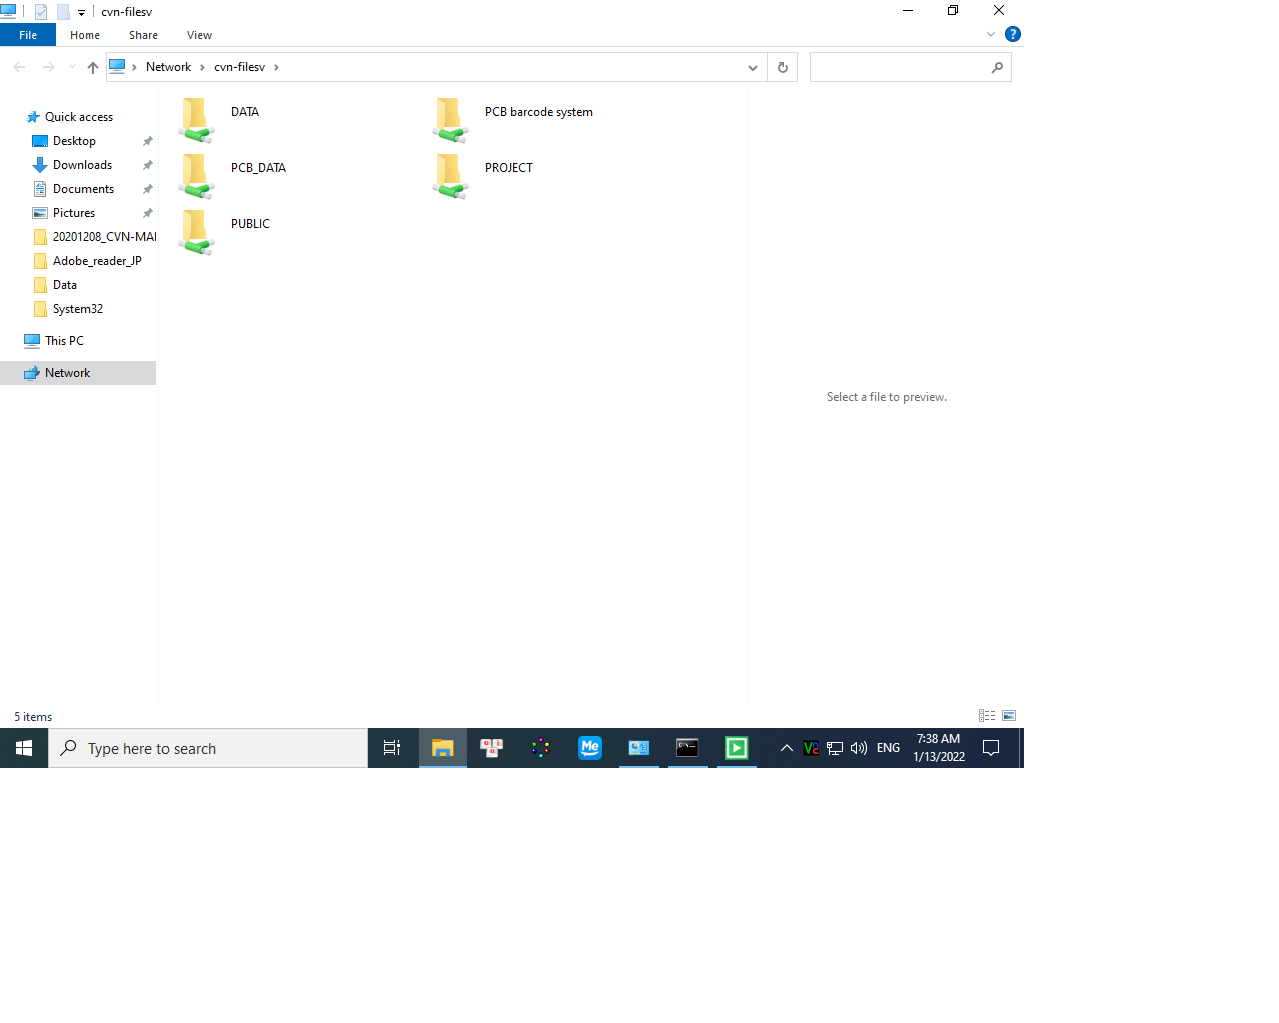 cvn-filesv
File Home Share View
Network cvn-filesv
Quick access
Desktop
Downloads
Documents
Pictures
20201208_CVN-MAI
Adobe_reader_JP
Data
System32
This PC
Network
DATA
PCB barcode system
PCB_DATA
PROJECT
PUBLIC
Select a file to preview.
5 items
Type here to search
Me
ENG
7:38 AM
1/13/2022